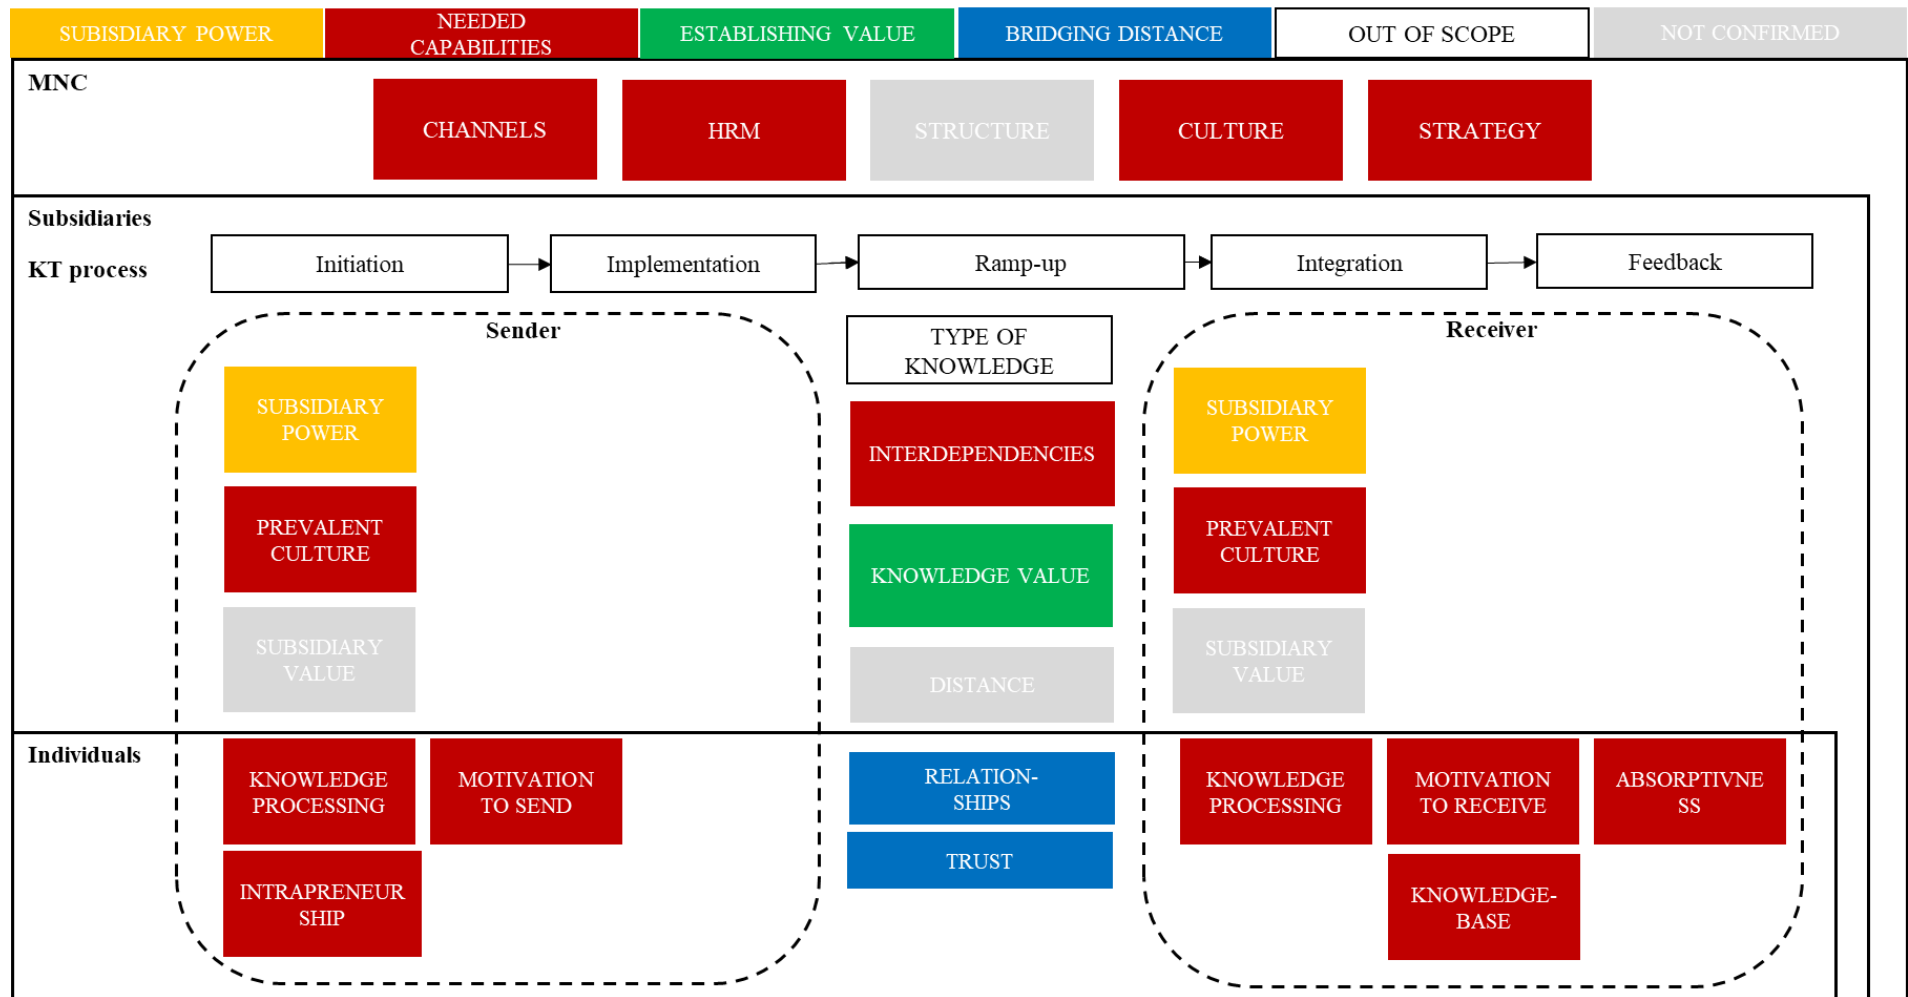 SUBISDIARY POWER
NEEDED
CAPABILITIES
ESTABLISHING VALUE
BRIDGING DISTANCE
OUT OF SCOPE
NOT CONFIRMED
MNC
CHANNELS
HRM
STRUCTURE
CULTURE
STRATEGY
Subsidiaries
KT process
Initiation
Implementation
Ramp-up
Integration
Feedback
Sender
SUBSIDIARY
POWER
PREVALENT
CULTURE
SUBSIDIARY
VALUE
TYPE OF
KNOWLEDGE
INTERDEPENDENCIES
KNOWLEDGE VALUE
DISTANCE
Receiver
SUBSIDIARY
POWER
PREVALENT
CULTURE
SUBSIDIARY
VALUE
Individuals
KNOWLEDGE
PROCESSING
MOTIVATION
TO SEND
INTRAPRENEUR
SHIP
RELATION-
SHIPS
TRUST
KNOWLEDGE
PROCESSING
MOTIVATION
TO RECEIVE
ABSORPTIVNE
SS
KNOWLEDGE-
BASE